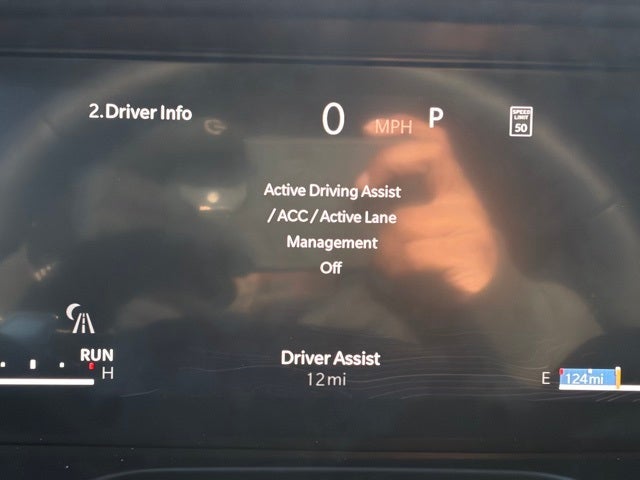 2.Driver Info
0 MPH P
SPEED LIMIT 50
Active Driving Assist
/ACC/Active Lane
Management
Off
RUN
H
Driver Assist
12mi
E 124mi